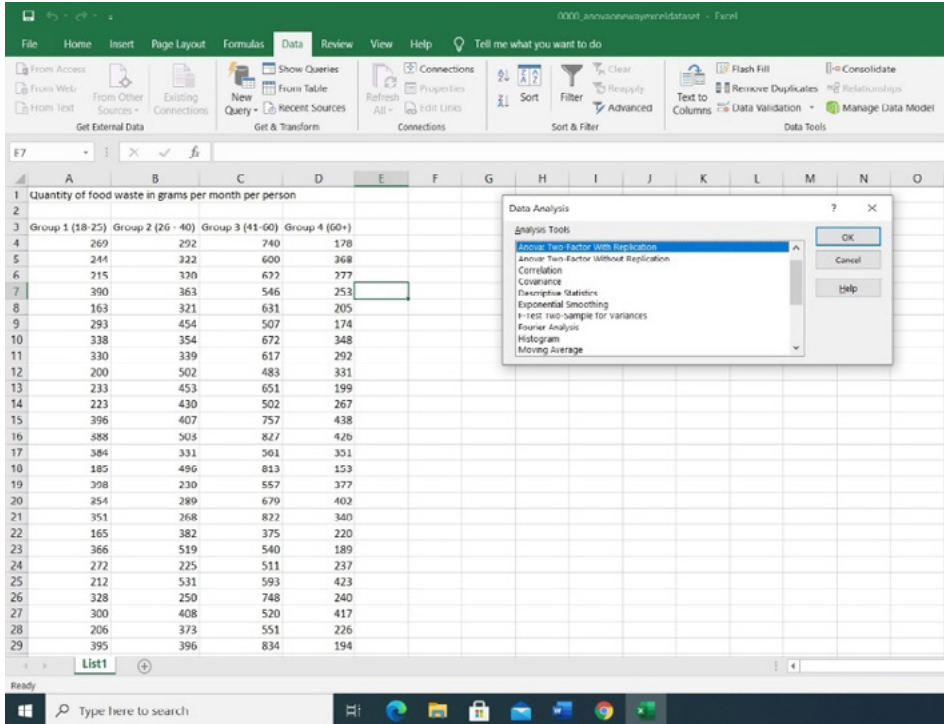 0000_anovaonewayexceldataset - Excel
File Home Insert Page Layout Formulas Data Review View Help Tell me what you want to do
From Access
From Web
From Text
From Other Sources
Existing Connections
Get External Data
New Query
Show Queries
From Table
Recent Sources
Get & Transform
Refresh All
Connections
Properties
Edit Links
Connections
Sort
Filter
Clear
Reapply
Advanced
Sort & Filter
Text to Columns
Flash Fill
Remove Duplicates
Data Validation
Consolidate
Relationships
Manage Data Model
Data Tools
E7 fx
A B C D E F G H I J K L M N O
1 Quantity of food waste in grams per month per person
2
3 Group 1 (18-25) Group 2 (26 - 40) Group 3 (41-60) Group 4 (60+)
4 269 292 740 178
5 244 322 600 368
6 215 320 622 277
7 390 363 546 253
8 163 321 631 205
9 293 454 507 174
10 338 354 672 348
11 330 339 617 292
12 200 502 483 331
13 233 453 651 199
14 223 430 502 267
15 396 407 757 438
16 388 503 827 426
17 384 331 561 351
18 185 496 813 153
19 398 230 557 377
20 354 289 679 402
21 351 268 822 340
22 165 382 375 220
23 366 519 540 189
24 272 225 511 237
25 212 531 593 423
26 328 250 748 240
27 300 408 520 417
28 206 373 551 226
29 395 396 834 194
Data Analysis ? ×
Analysis Tools
Anova: Two-Factor With Replication
Anova: Two-Factor Without Replication
Correlation
Covariance
Descriptive Statistics
Exponential Smoothing
F-Test Two-Sample for Variances
Fourier Analysis
Histogram
Moving Average
OK
Cancel
Help
List1
Ready
Type here to search